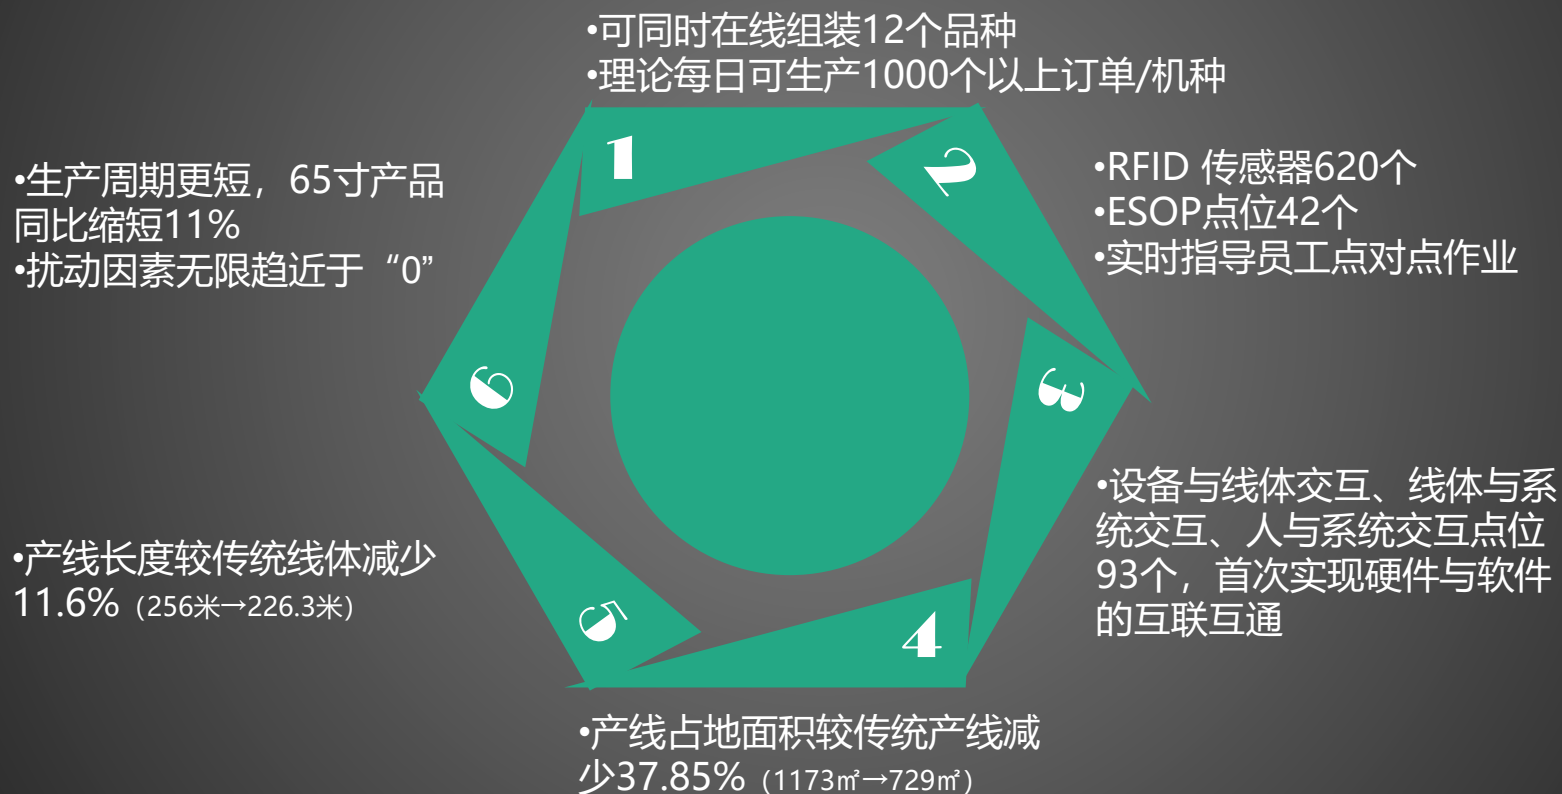 •可同时在线组装12个品种
•理论每日可生产1000个以上订单/机种
1
2
•RFID 传感器620个
•ESOP点位42个
•实时指导员工点对点作业
3
•设备与线体交互、线体与系
统交互、人与系统交互点位
93个，首次实现硬件与软件
的互联互通
4
•产线占地面积较传统产线减
少37.85%（1173㎡→729㎡）
5
•产线长度较传统线体减少
11.6%（256米→226.3米）
6
•生产周期更短，65寸产品
同比缩短11%
•扰动因素无限趋近于“0”